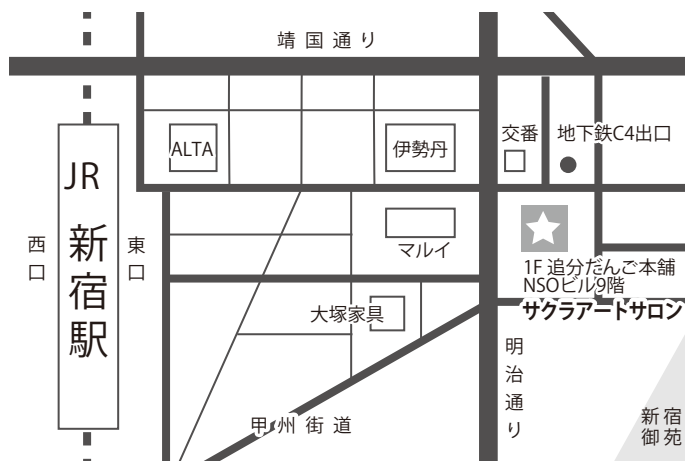 靖国通り
ALTA
伊勢丹
交番
地下鉄C4出口
JR
新宿駅
西口
東口
マルイ
1F 追分だんご本舗
NSOビル9階
サクラアートサロン
大塚家具
明治通り
甲州街道
新宿
御苑